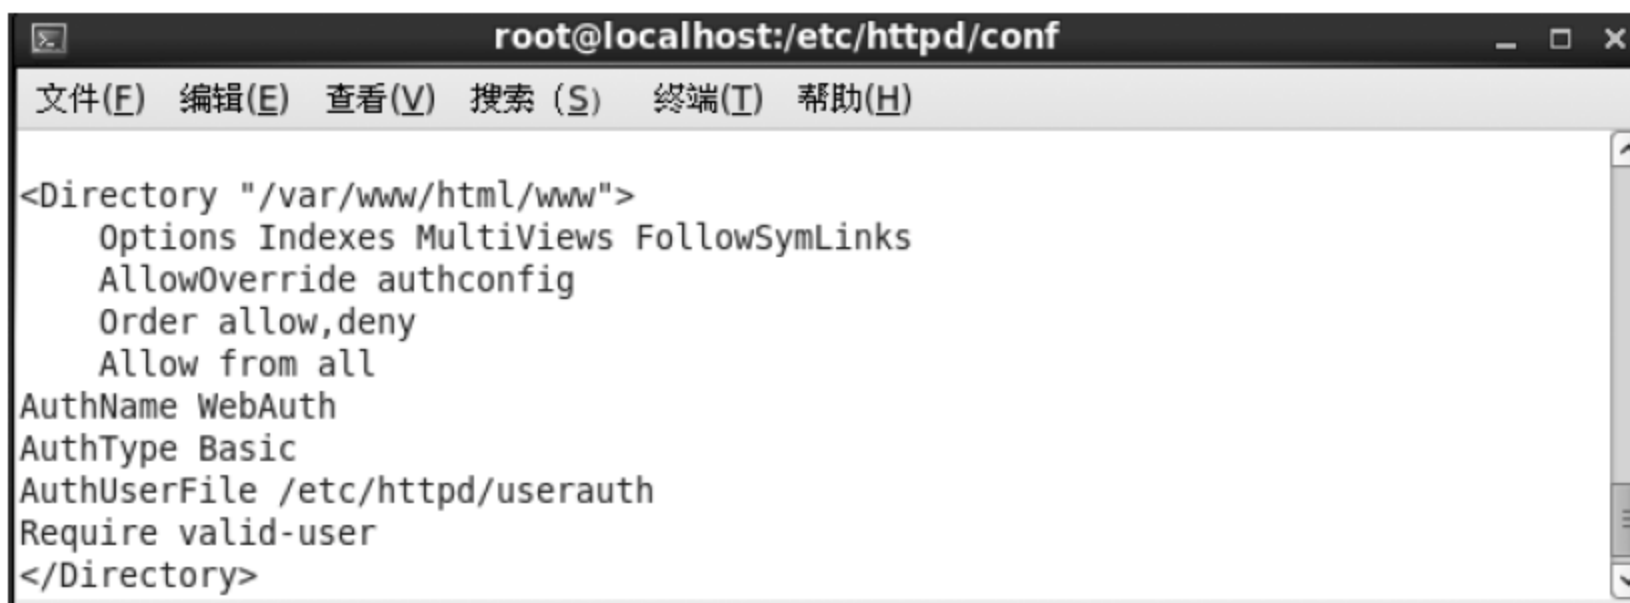 root@localhost:/etc/httpd/conf
文件(F) 编辑(E) 查看(V) 搜索 (S) 终端(T) 帮助(H)
<Directory "/var/www/html/www">
    Options Indexes MultiViews FollowSymLinks
    AllowOverride authconfig
    Order allow,deny
    Allow from all
AuthName WebAuth
AuthType Basic
AuthUserFile /etc/httpd/userauth
Require valid-user
</Directory>